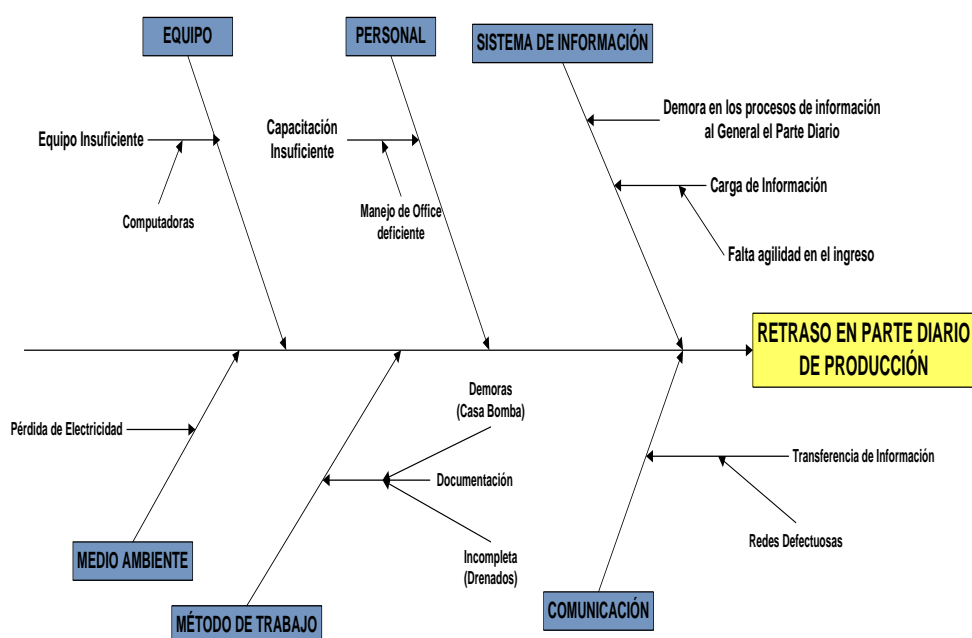 EQUIPO
PERSONAL
SISTEMA DE INFORMACIÓN
Equipo Insuficiente
Computadoras
Capacitación
Insuficiente
Manejo de Office
deficiente
Demora en los procesos de información
al General el Parte Diario
Carga de Información
Falta agilidad en el ingreso
RETRASO EN PARTE DIARIO
DE PRODUCCIÓN
Pérdida de Electricidad
Demoras
(Casa Bomba)
Documentación
Incompleta
(Drenados)
Transferencia de Información
Redes Defectuosas
MEDIO AMBIENTE
MÉTODO DE TRABAJO
COMUNICACIÓN